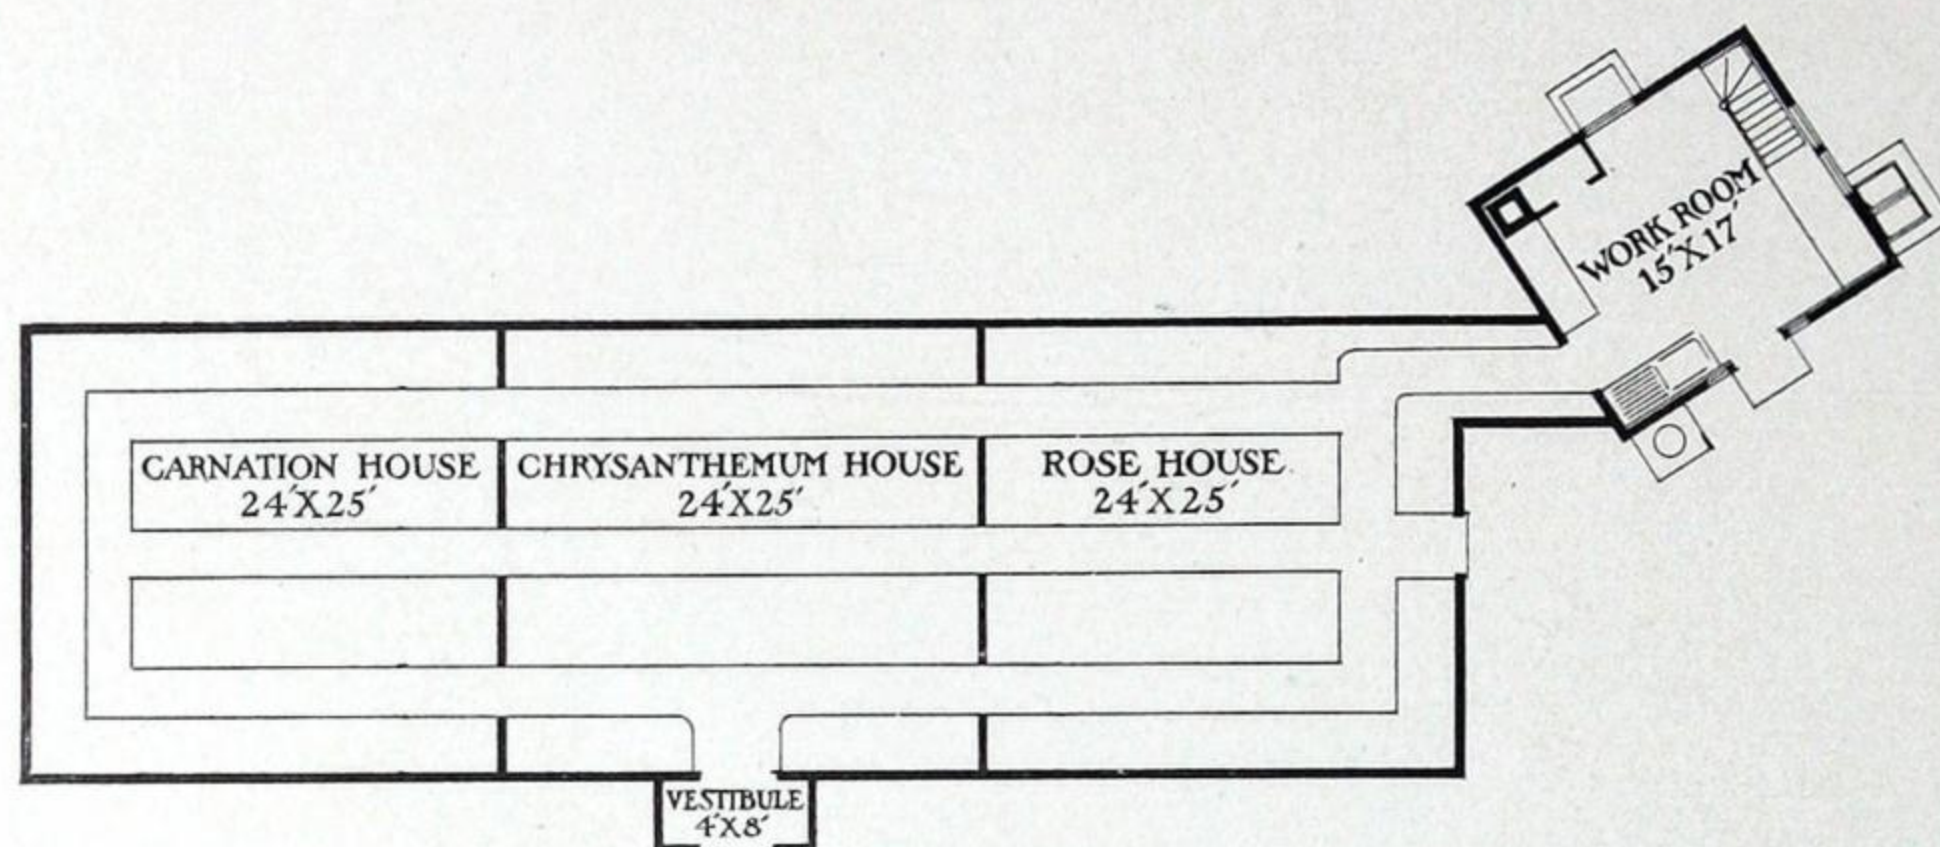 WORK ROOM
15'X17'
CARNATION HOUSE
24'X25'
CHRYSANTHEMUM HOUSE
24'X25'
ROSE HOUSE
24'X25'
VESTIBULE
4'X8'